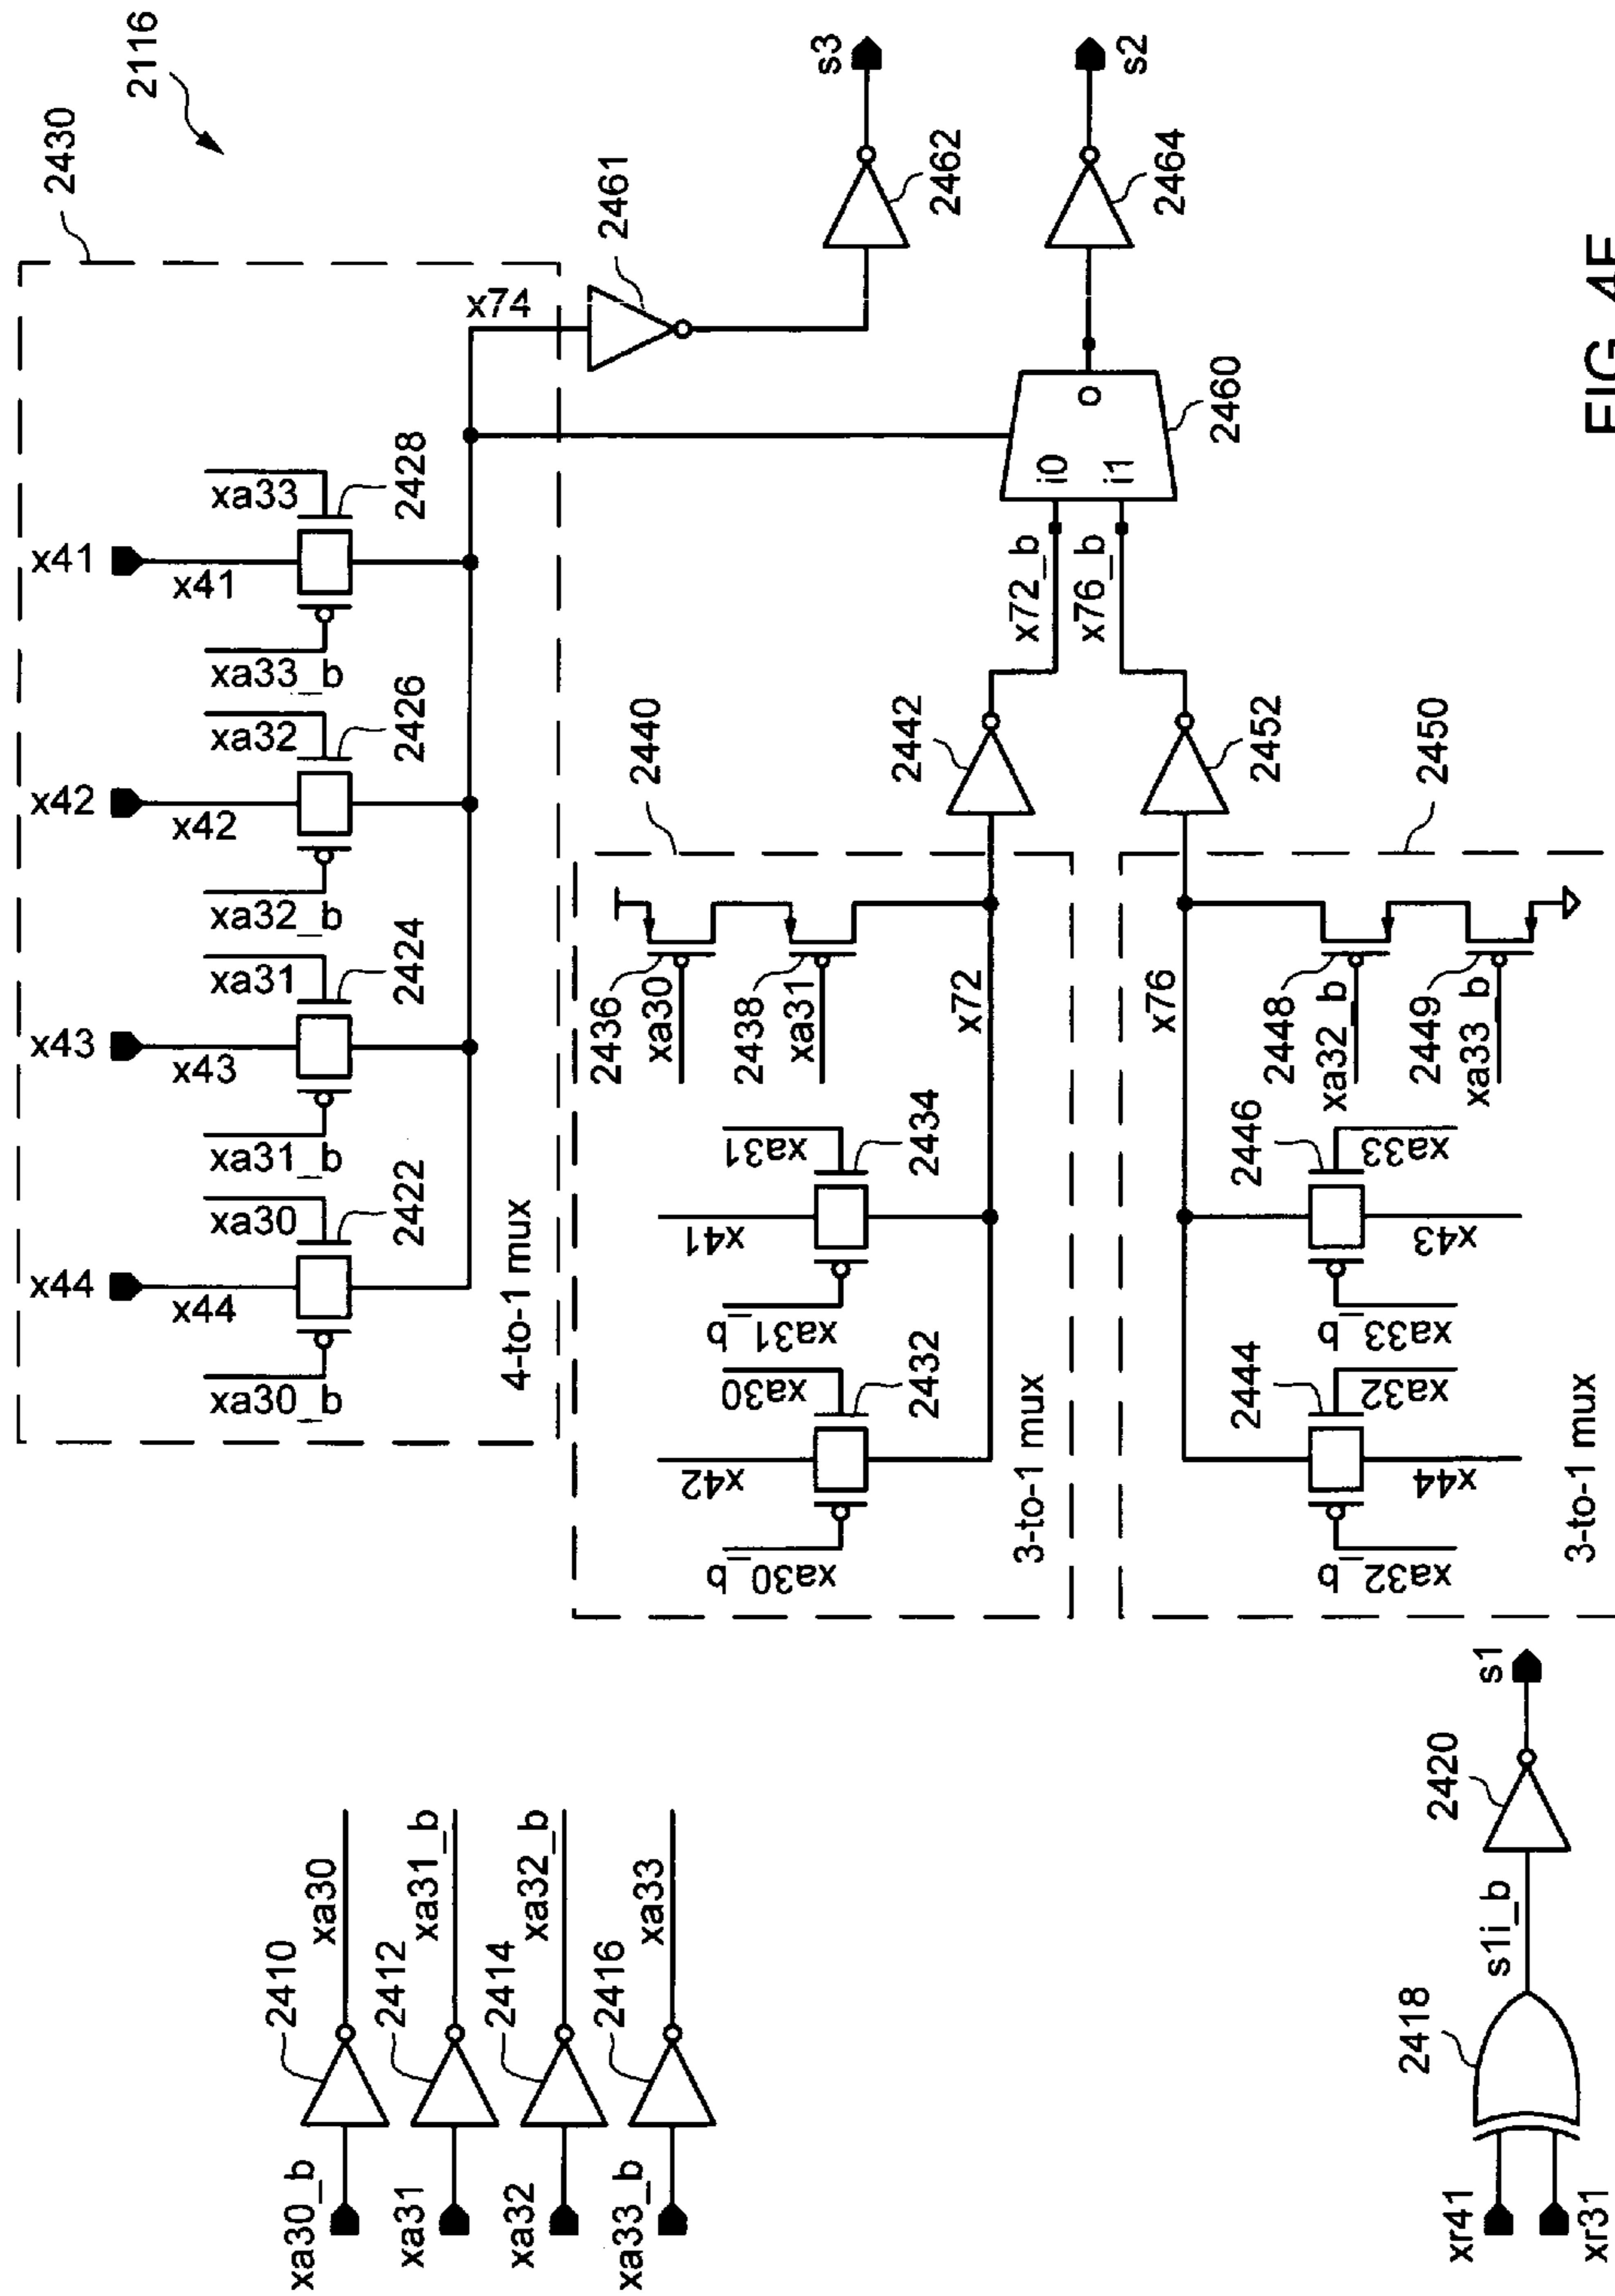 2116
2430
x44
x43
x42
x41
x44
x43
x42
x41
xa30_b
xa30
xa31_b
xa31
xa32_b
xa32
xa33_b
xa33
2422
2424
2426
2428
4-to-1 mux
x74
2461
s3
2462
s2
2464
2460
i0
i1
o
x72_b
x76_b
2440
2442
2452
2450
2436
xa30
2438
xa31
x72
x42
x41
xa30_b
xa30
xa31_b
xa31
2432
2434
3-to-1 mux
x76
2448
xa32_b
2449
xa33_b
2444
2446
xa32_b
xa32
xa33_b
xa33
x44
x43
3-to-1 mux
xa30_b
2410
xa30
xa31
2412
xa31_b
xa32
2414
xa32_b
xa33_b
2416
xa33
xr41
xr31
2418
s1i_b
2420
s1